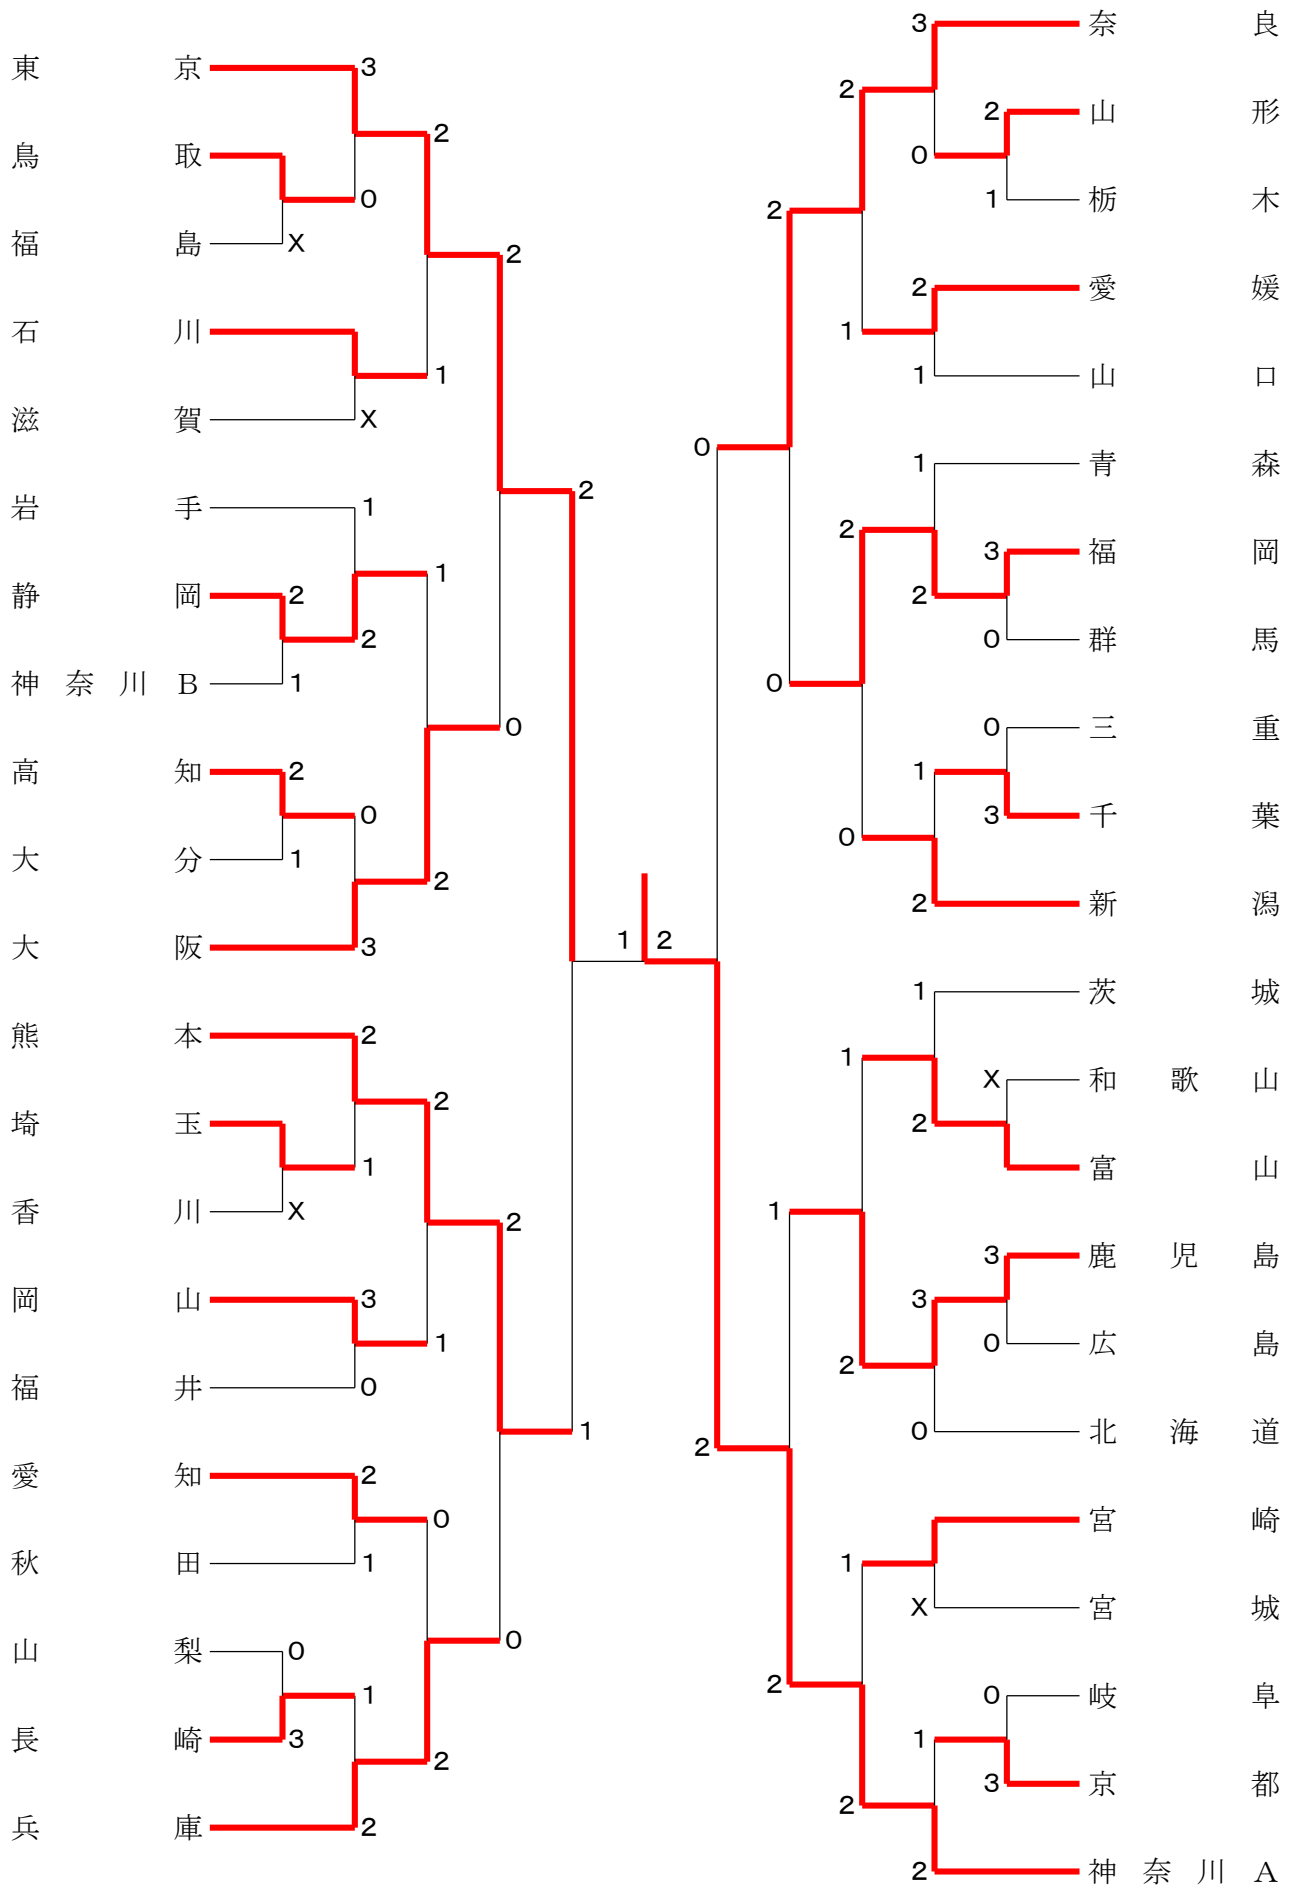 3 奈良
東京 3
2 2 2 山形
鳥取 0
0
福島 X 1 栃木
2 2
2 愛媛
石川
1 1
滋賀 X 1 山口
0
1 青森
岩手 1
2 2 3 福岡
1
静岡 2 2
2 0 群馬
神奈川B 1 0
0 0 三重
高知 2 1
0 3 千葉
0
大分 1
2 2 新潟
大阪 3 1 2
1 茨城
熊本 2
2 1 X 和歌山
埼玉 2
1 富山
香川 X 2 1
3 鹿児島
岡山 3 3
1 0 広島
2
福井 0
1 0 北海道
2
愛知 2
0 宮崎
秋田 1 1
X 宮城
山梨 0 0
1 2 0 岐阜
長崎 3 1
2 3 京都
2
兵庫 2
2 神奈川A